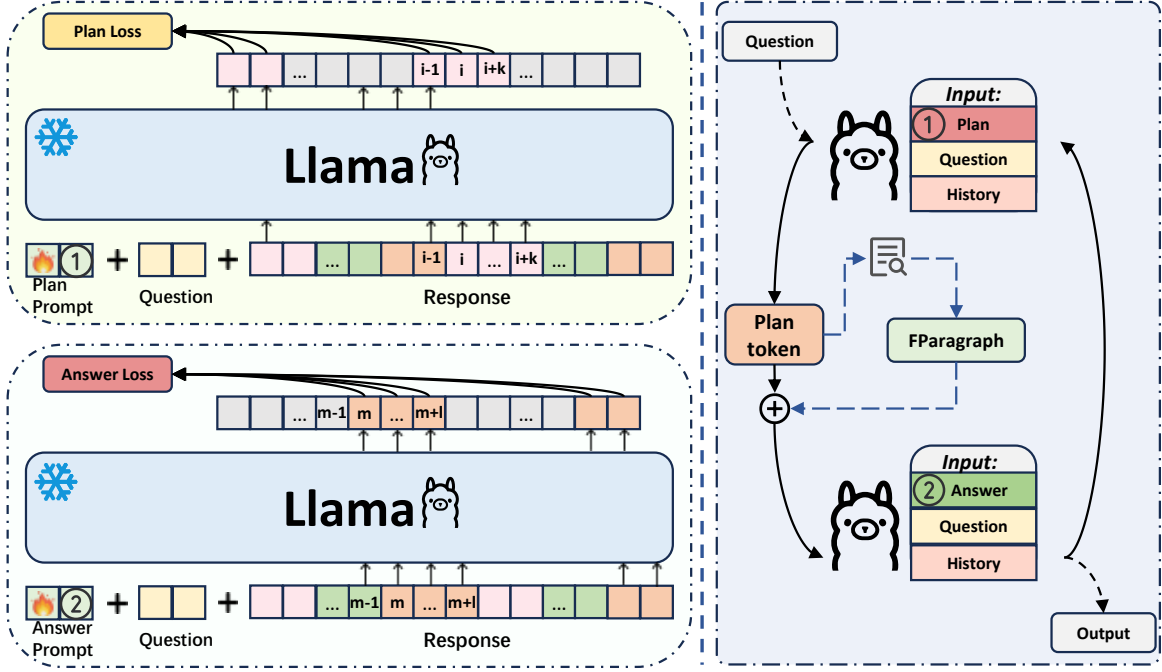 Plan Loss
... i-1 i i+k ...
Llama
1 + + ... i-1 i ... i+k ...
Plan
Prompt
Question
Response
Answer Loss
... m-1 m ... m+l ...
Llama
2 + + ... m-1 m ... m+l ...
Answer
Prompt
Question
Response
Question
Input:
1 Plan
Question
History
Plan
token
FParagraph
+
Input:
2 Answer
Question
History
Output